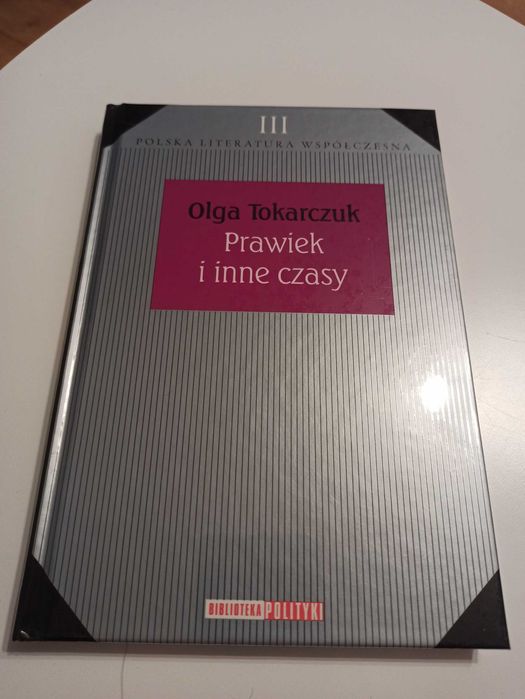 III
POLSKA LITERATURA WSPÓŁCZESNA
Olga Tokarczuk
Prawiek
i inne czasy
BIBLIOTEKA POLITYKI